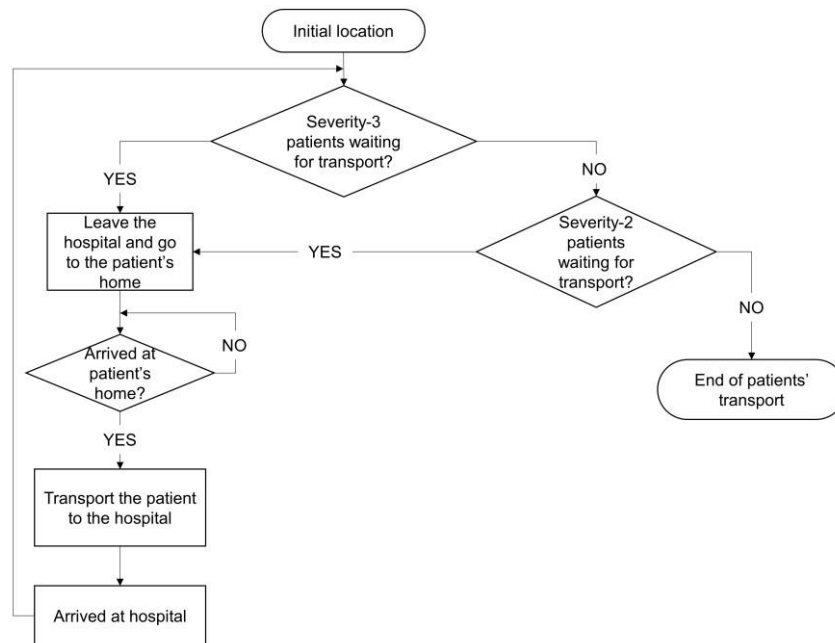 Initial location
Severity-3
patients waiting
for transport?
YES
NO
Leave the
hospital and go
to the patient's
home
YES
Severity-2
patients
waiting for
transport?
NO
NO
Arrived at
patient's
home?
End of patients'
transport
YES
Transport the patient
to the hospital
Arrived at hospital